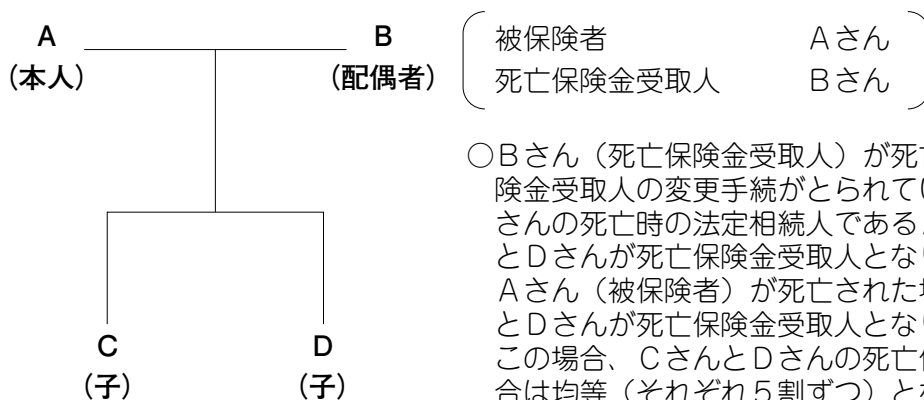 A
(本人)
B
(配偶者)
C
(子)
D
(子)
被保険者 Aさん
死亡保険金受取人 Bさん
○Bさん（死亡保険金受取人）が死
険金受取人の変更手続がとられて
さんの死亡時の法定相続人である
とDさんが死亡保険金受取人とな
Aさん（被保険者）が死亡された
とDさんが死亡保険金受取人とな
この場合、CさんとDさんの死亡
合は均等（それぞれ5割ずつ）と